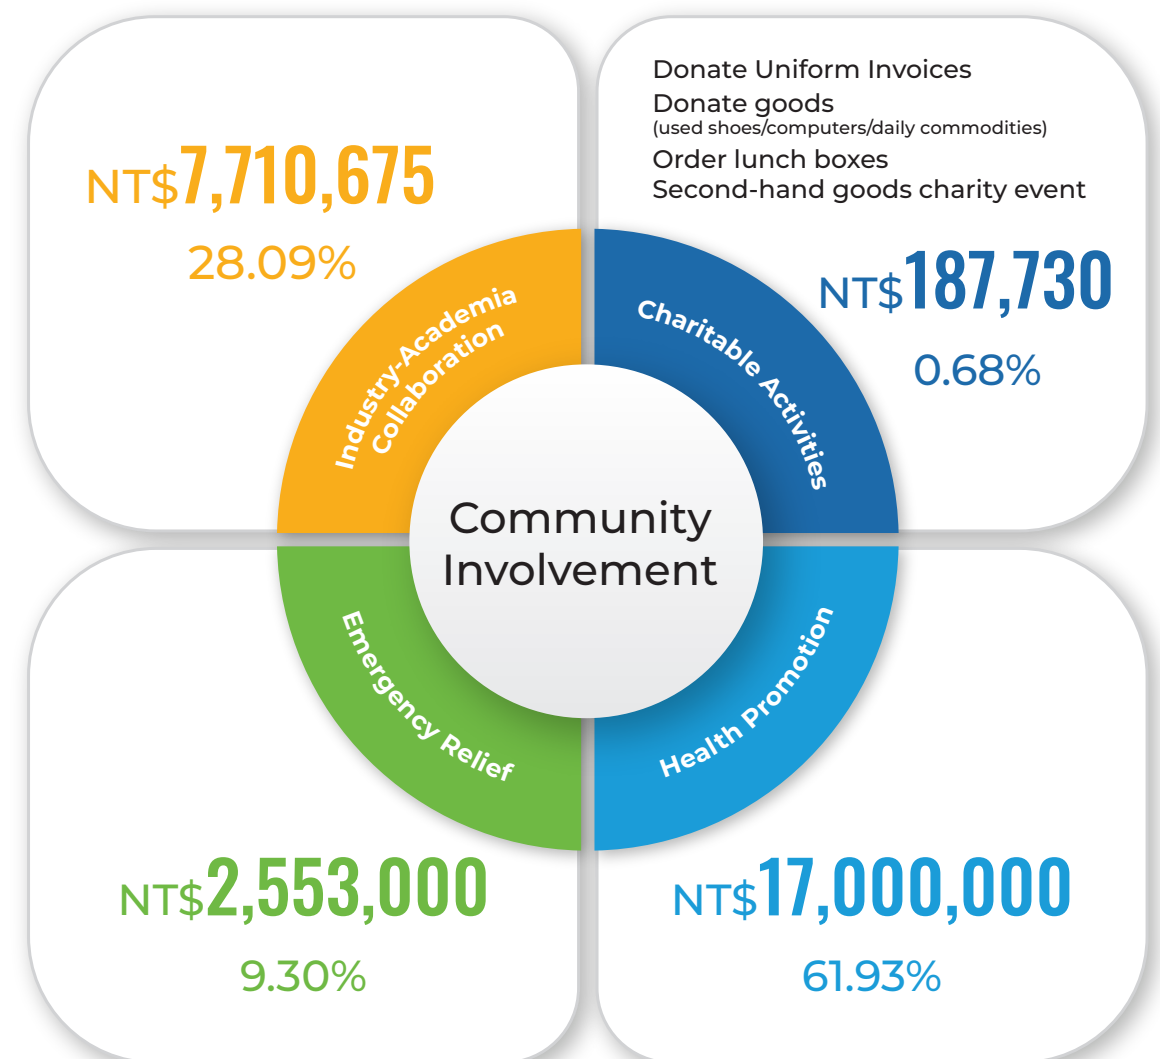 NT$7,710,675
28.09%
Industry-Academia
Collaboration
Donate Uniform Invoices
Donate goods
(used shoes/computers/daily commodities)
Order lunch boxes
Second-hand goods charity event
NT$187,730
0.68%
Charitable Activities
Community
Involvement
Emergency Relief
NT$2,553,000
9.30%
Health Promotion
NT$17,000,000
61.93%